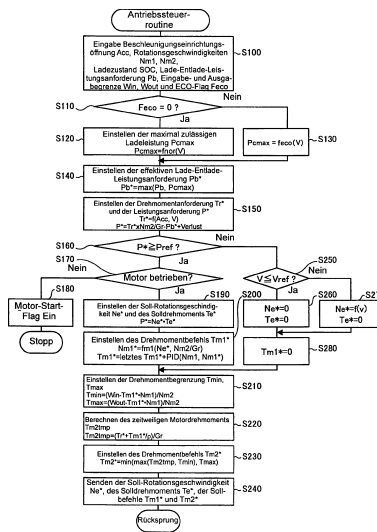 Antriebssteuer-
routine
Eingabe Beschleunigungseinrichtungs-
öffnung Acc, Rotationsgeschwindigkeiten
Nm1, Nm2,
Ladezustand SOC, Lade-Entlade-Leis-
tungsanforderung Pb, Eingabe- und Ausga-
begrenze Win, Wout und ECO-Flag Feco
S100
S110
Feco = 0 ?
Nein
Ja
S120
Einstellen der maximal zulässigen
Ladeleistung Pcmax
Pcmax=fnor(V)
S130
Pcmax = feco(V)
S140
Einstellen der effektiven Lade-Entlade-
Leistungsanforderung Pb*
Pb*=max(Pb, Pcmax)
S150
Einstellen der Drehmomentanforderung Tr*
und der Leistungsanforderung P*
Tr*=f(Acc, V)
P*=Tr*xNm2/Gr-Pb*+Verlust
S160
P*≧Pref ?
Nein
Ja
S170
Nein
Motor betrieben?
Ja
S250
V≦Vref ?
Nein
Ja
S180
Motor-Start-
Flag Ein
Stopp
S190
Einstellen der Soll-Rotationsgeschwindig-
keit Ne* und des Solldrehmoments Te*
P*=Ne*•Te*
S200
Einstellen des Drehmomentbefehls Tm1*
Nm1*=fm1(Ne*, Nm2/Gr)
Tm1*=letztes Tm1*+PID(Nm1, Nm1*)
S260
Ne*=0
Te*=0
S27
Ne*=f(v)
Te*=0
S280
Tm1*=0
S210
Einstellen der Drehmomentbegrenzung Tmin,
Tmax
Tmin=(Win-Tm1*•Nm1)/Nm2
Tmax=(Wout-Tm1*•Nm1)/Nm2
S220
Berechnen des zeitweiligen Motordrehmoments
Tm2tmp
Tm2tmp=(Tr*+Tm1*/ρ)/Gr
S230
Einstellen des Drehmomentbefehls Tm2*
Tm2*=min(max(Tm2tmp, Tmin), Tmax)
S240
Senden der Soll-Rotationsgeschwindigkeit
Ne*, des Solldrehmoments Te*, der Soll-
befehle Tm1* und Tm2*
Rücksprung